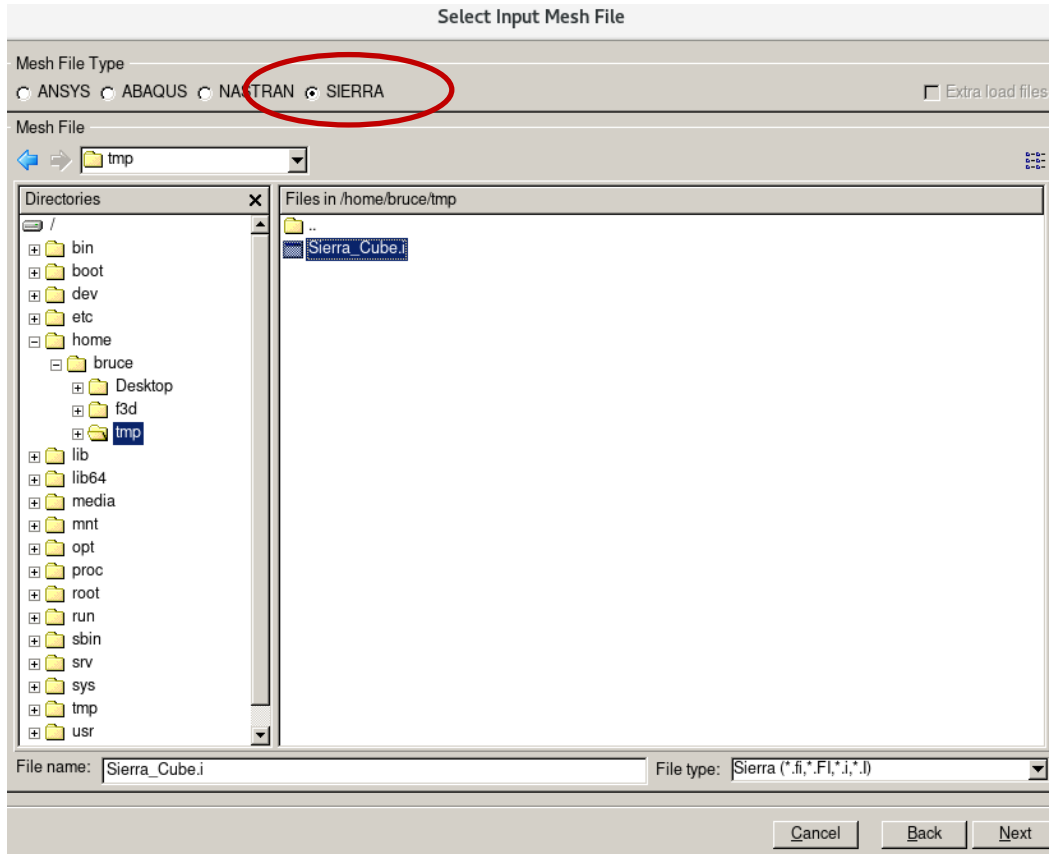 Select Input Mesh File
Mesh File Type
ANSYS ABAQUS NASTRAN SIERRA Extra load files
Mesh File
tmp
Directories
/
bin
boot
dev
etc
home
bruce
Desktop
f3d
tmp
lib
lib64
media
mnt
opt
proc
root
run
sbin
srv
sys
tmp
usr
Files in /home/bruce/tmp
..
Sierra_Cube.i
File name: Sierra_Cube.i File type: Sierra (*.fi,*.FI,*.i,*.I)
Cancel Back Next